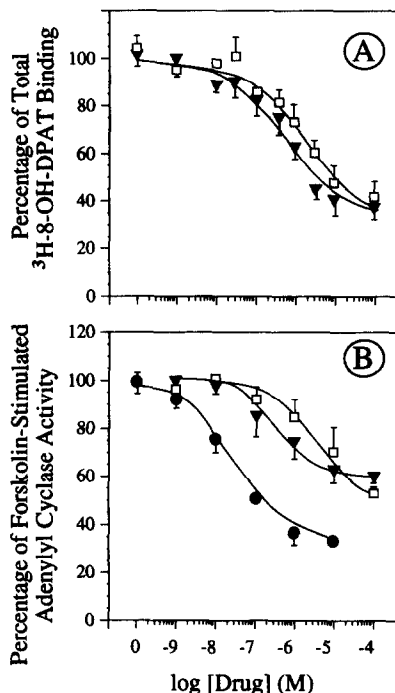 A
Percentage of Total
³H-8-OH-DPAT Binding
100
80
60
40
20
0
B
Percentage of Forskolin-Stimulated
Adenylyl Cyclase Activity
120
100
80
60
40
20
0
0 -9 -8 -7 -6 -5 -4
log [Drug] (M)